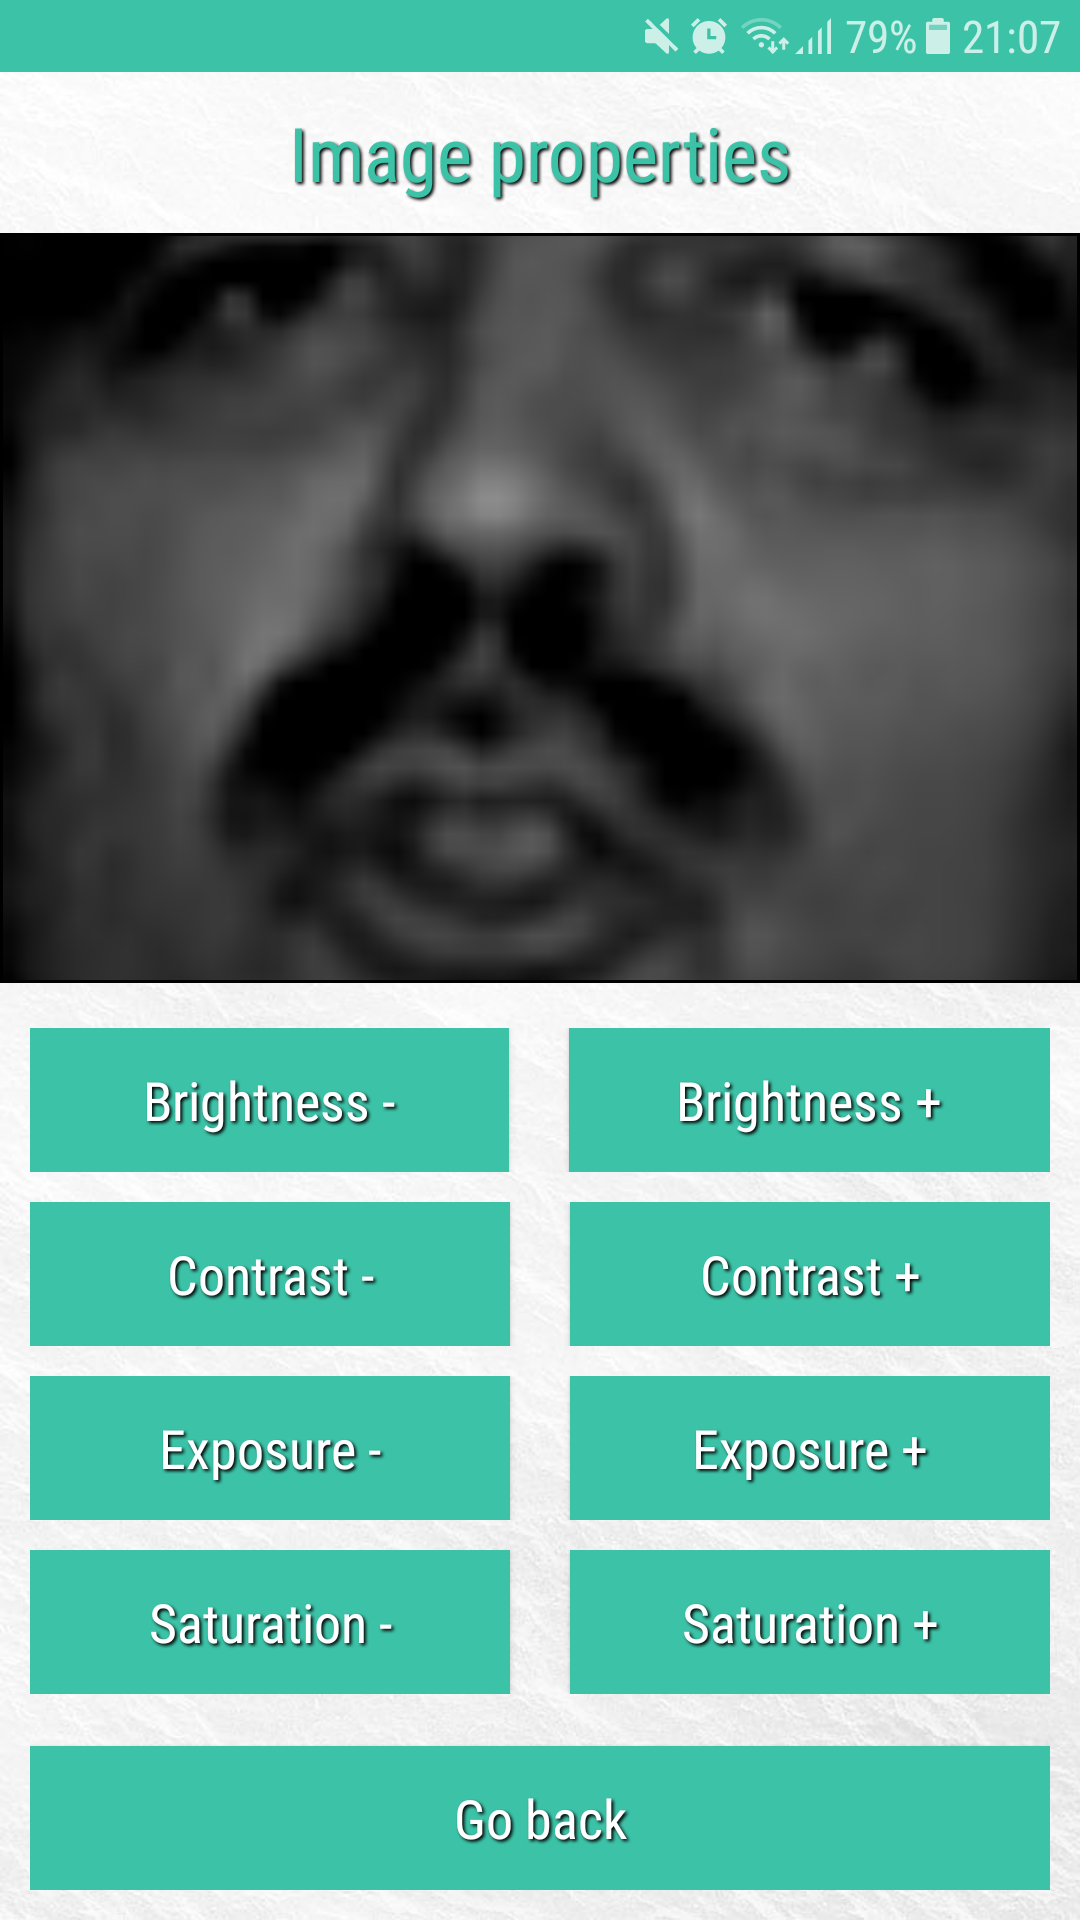 79% 21:07
Image properties
Brightness - Brightness +
Contrast - Contrast +
Exposure - Exposure +
Saturation - Saturation +
Go back